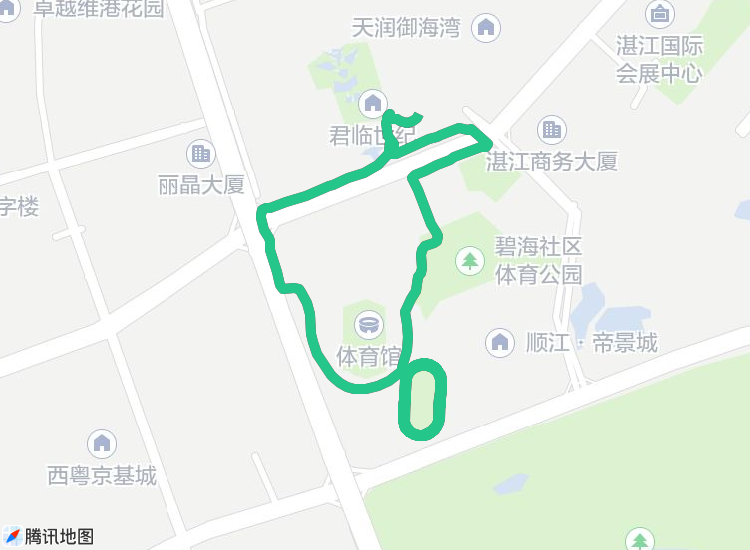 卓越维港花园
天润御海湾
湛江国际
会展中心
君临世纪
湛江商务大厦
丽晶大厦
字楼
碧海社区
体育公园
顺江·帝景城
体育馆
西粤京基城
腾讯地图